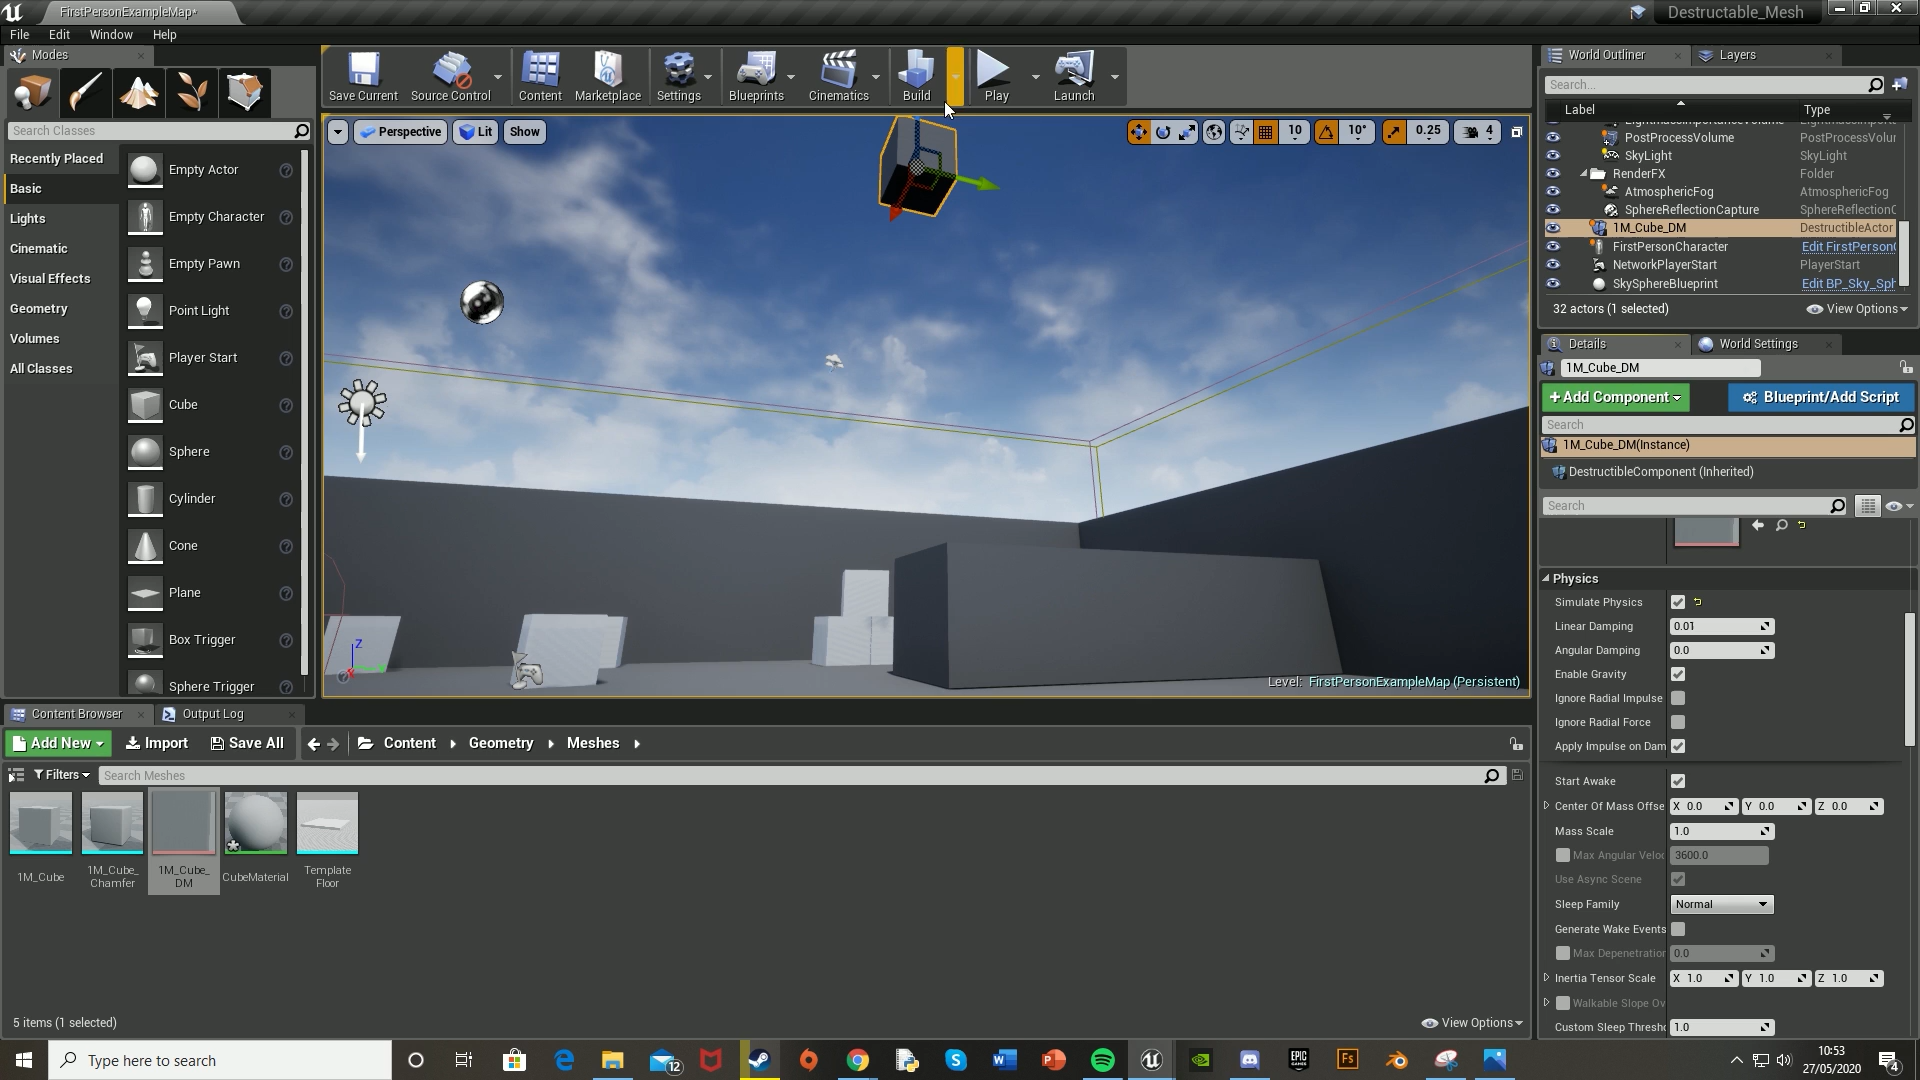 FirstPersonExampleMap*
Destructable_Mesh
File Edit Window Help
Modes
Search Classes
Recently Placed
Basic
Lights
Cinematic
Visual Effects
Geometry
Volumes
All Classes
Empty Actor
Empty Character
Empty Pawn
Point Light
Player Start
Cube
Sphere
Cylinder
Cone
Plane
Box Trigger
Sphere Trigger
Save Current
Source Control
Content
Marketplace
Settings
Blueprints
Cinematics
Build
Play
Launch
Perspective
Lit
Show
10
10°
0.25
4
Z
Level: FirstPersonExampleMap (Persistent)
World Outliner
Layers
Search...
Label Type
PostProcessVolume PostProcessVolur
SkyLight SkyLight
RenderFX Folder
AtmosphericFog AtmosphericFog
SphereReflectionCapture SphereReflectionC
1M_Cube_DM DestructibleActor
FirstPersonCharacter Edit FirstPersonC
NetworkPlayerStart PlayerStart
SkySphereBlueprint Edit BP_Sky_Sph
32 actors (1 selected)
View Options
Details
World Settings
1M_Cube_DM
+Add Component
Blueprint/Add Script
Search
1M_Cube_DM(Instance)
DestructibleComponent (Inherited)
Search
Physics
Simulate Physics
Linear Damping 0.01
Angular Damping 0.0
Enable Gravity
Ignore Radial Impulse
Ignore Radial Force
Apply Impulse on Dam
Start Awake
Center Of Mass Offse X 0.0 Y 0.0 Z 0.0
Mass Scale 1.0
Max Angular Veloc 3600.0
Use Async Scene
Sleep Family Normal
Generate Wake Events
Max Depenetration 0.0
Inertia Tensor Scale X 1.0 Y 1.0 Z 1.0
Walkable Slope Ov
Custom Sleep Thresho 1.0
Content Browser
Output Log
Add New
Import
Save All
Content
Geometry
Meshes
Filters
Search Meshes
1M_Cube
1M_Cube_
Chamfer
1M_Cube_
DM
CubeMaterial
Template
Floor
5 items (1 selected)
View Options
Type here to search
12
Fs
EPIC
GAMES
10:53
27/05/2020
4